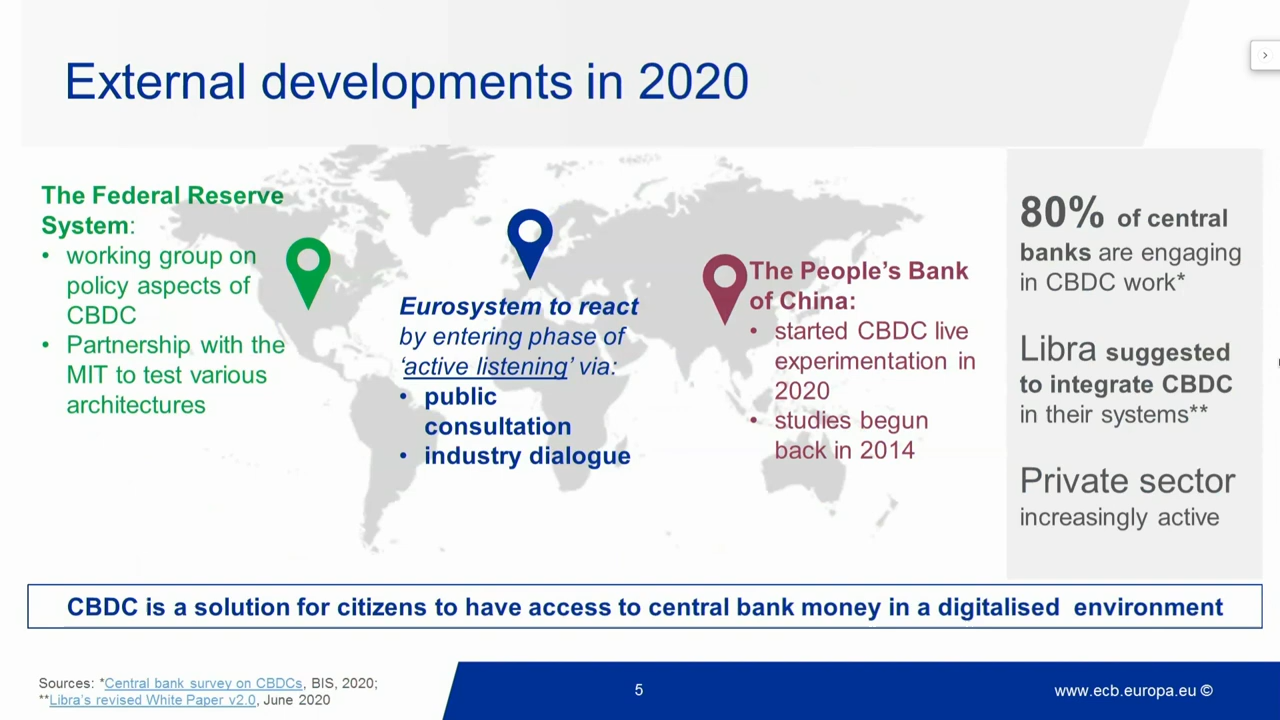 External developments in 2020
The Federal Reserve
System:
• working group on
policy aspects of
CBDC
• Partnership with the
MIT to test various
architectures
Eurosystem to react
by entering phase of
‘active listening’ via:
• public
consultation
• industry dialogue
The People’s Bank
of China:
• started CBDC live
experimentation in
2020
• studies begun
back in 2014
80% of central
banks are engaging
in CBDC work*
Libra suggested
to integrate CBDC
in their systems**
Private sector
increasingly active
CBDC is a solution for citizens to have access to central bank money in a digitalised environment
Sources: *Central bank survey on CBDCs, BIS, 2020;
**Libra’s revised White Paper v2.0, June 2020
5
www.ecb.europa.eu ©